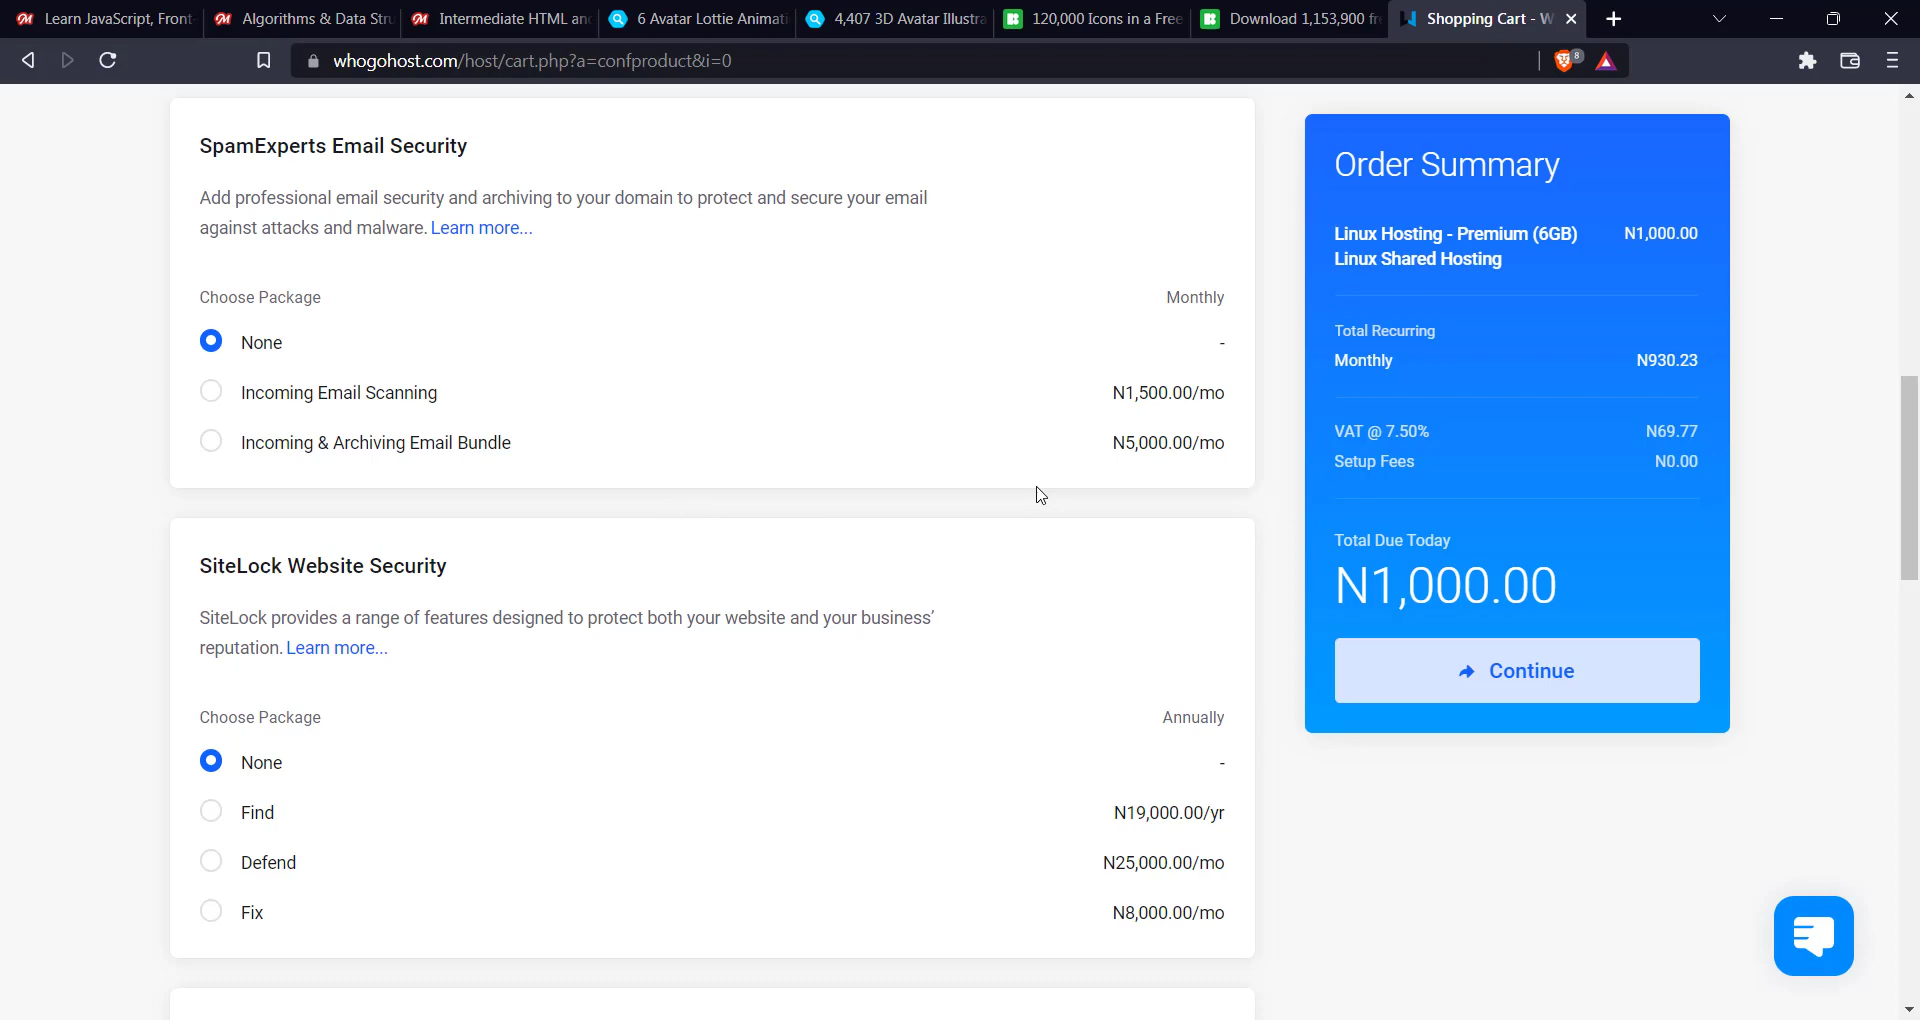 Learn JavaScript, Front
Algorithms & Data Stru
Intermediate HTML an
6 Avatar Lottie Animati
4,407 3D Avatar Illustra
120,000 Icons in a Free
Download 1,153,900 fr
Shopping Cart - W
whogohost.com/host/cart.php?a=confproduct&i=0
8
SpamExperts Email Security
Add professional email security and archiving to your domain to protect and secure your email
against attacks and malware. Learn more...
Choose Package
Monthly
None
-
Incoming Email Scanning
N1,500.00/mo
Incoming & Archiving Email Bundle
N5,000.00/mo
SiteLock Website Security
SiteLock provides a range of features designed to protect both your website and your business’
reputation. Learn more...
Choose Package
Annually
None
-
Find
N19,000.00/yr
Defend
N25,000.00/mo
Fix
N8,000.00/mo
Order Summary
Linux Hosting - Premium (6GB)
N1,000.00
Linux Shared Hosting
Total Recurring
Monthly
N930.23
VAT @ 7.50%
N69.77
Setup Fees
N0.00
Total Due Today
N1,000.00
Continue